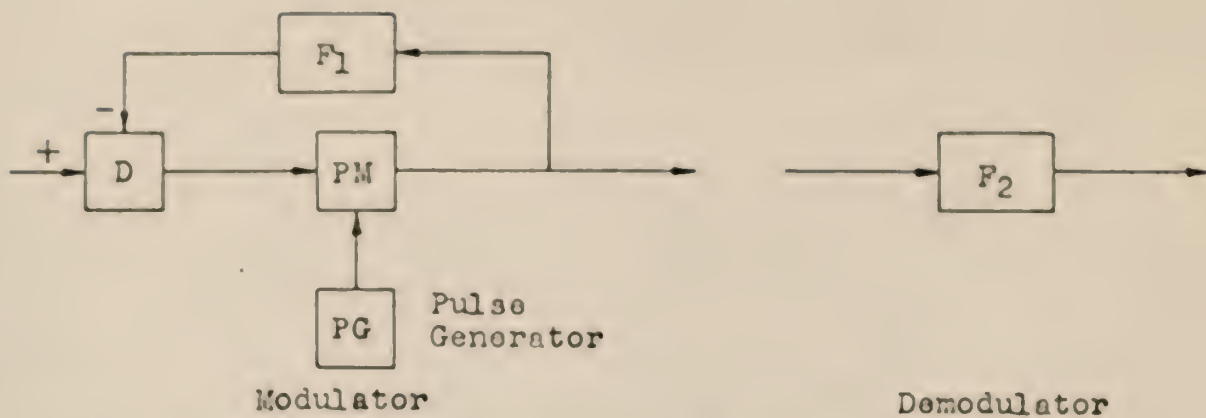 F1
-
+
D
PM
F2
PG
Pulse
Generator
Modulator
Demodulator